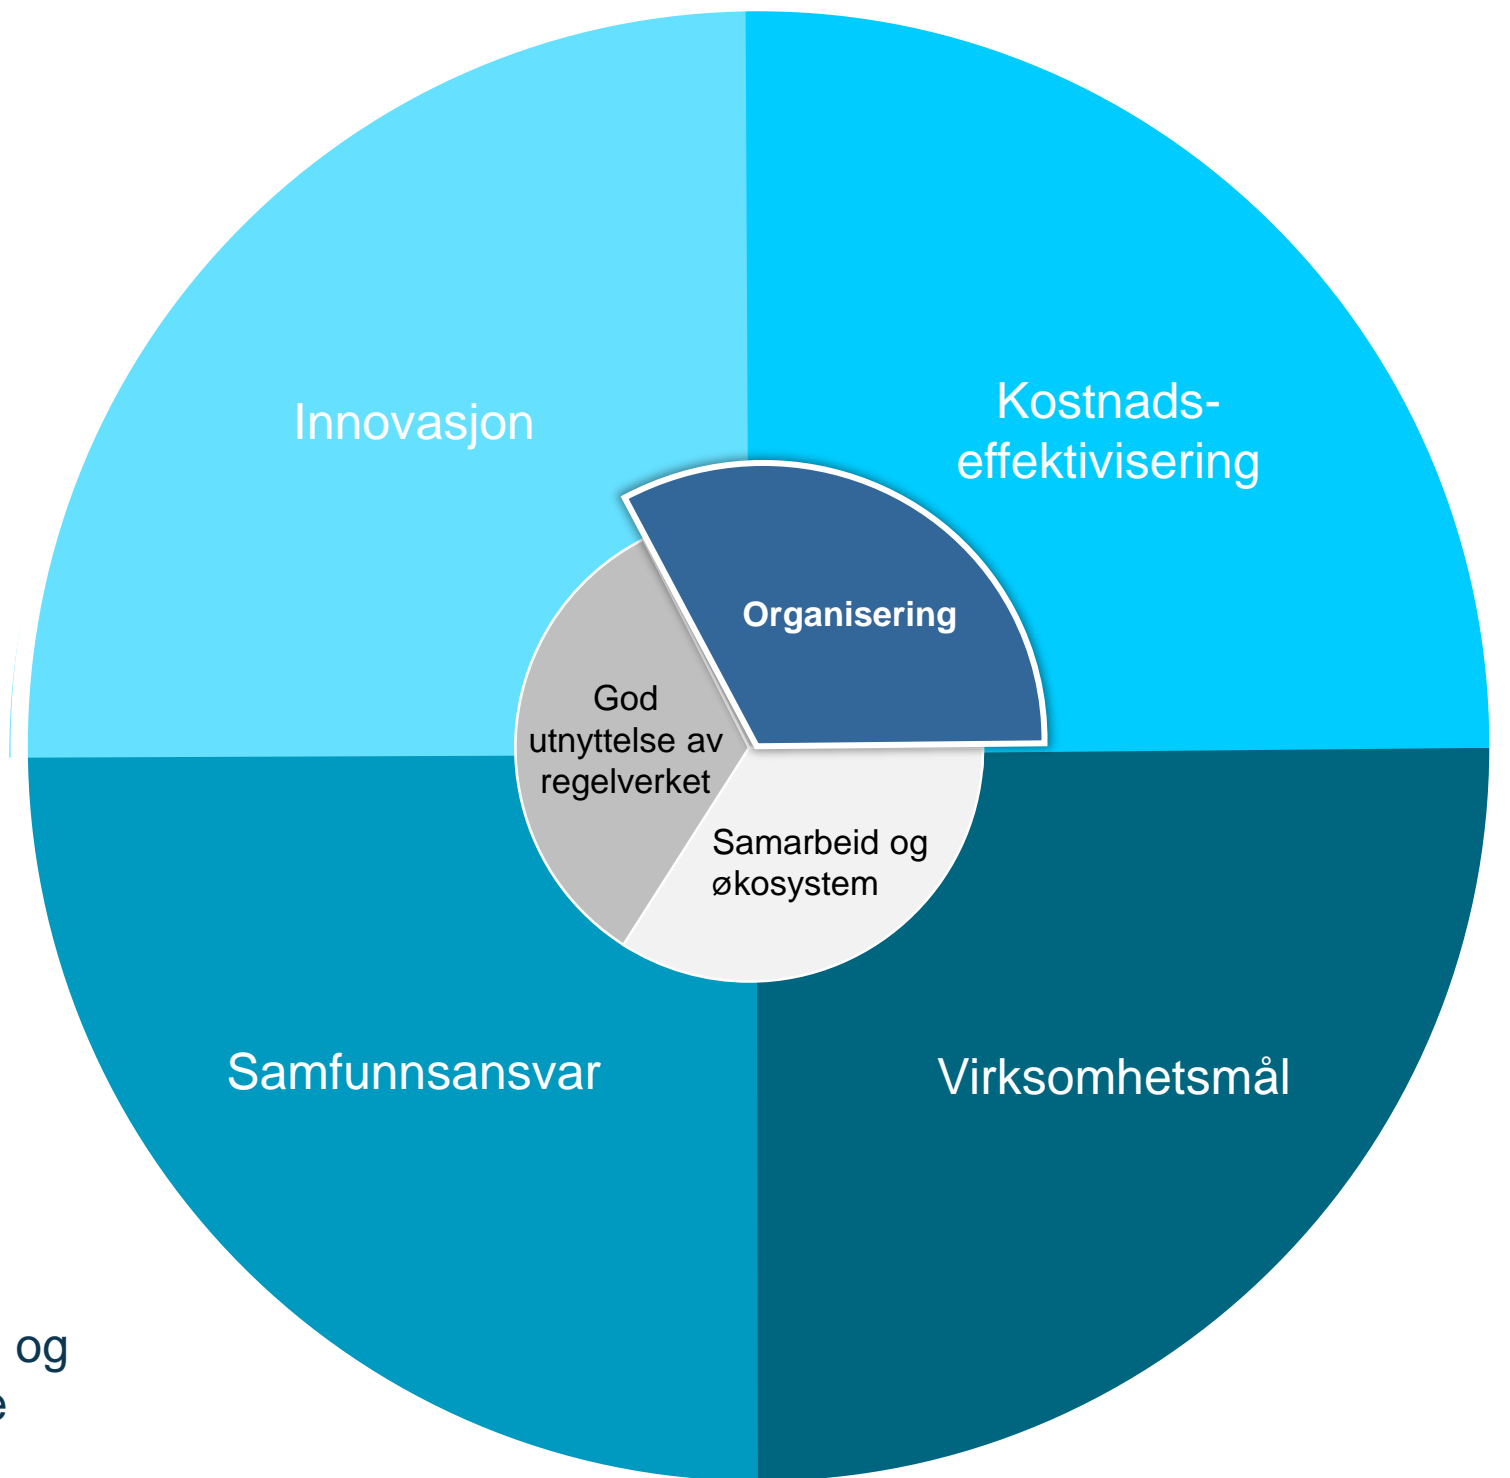 Innovasjon
Kostnads-
effektivisering
Organisering
God
utnyttelse av
regelverket
Samarbeid og
økosystem
Samfunnsansvar
Virksomhetsmål
og